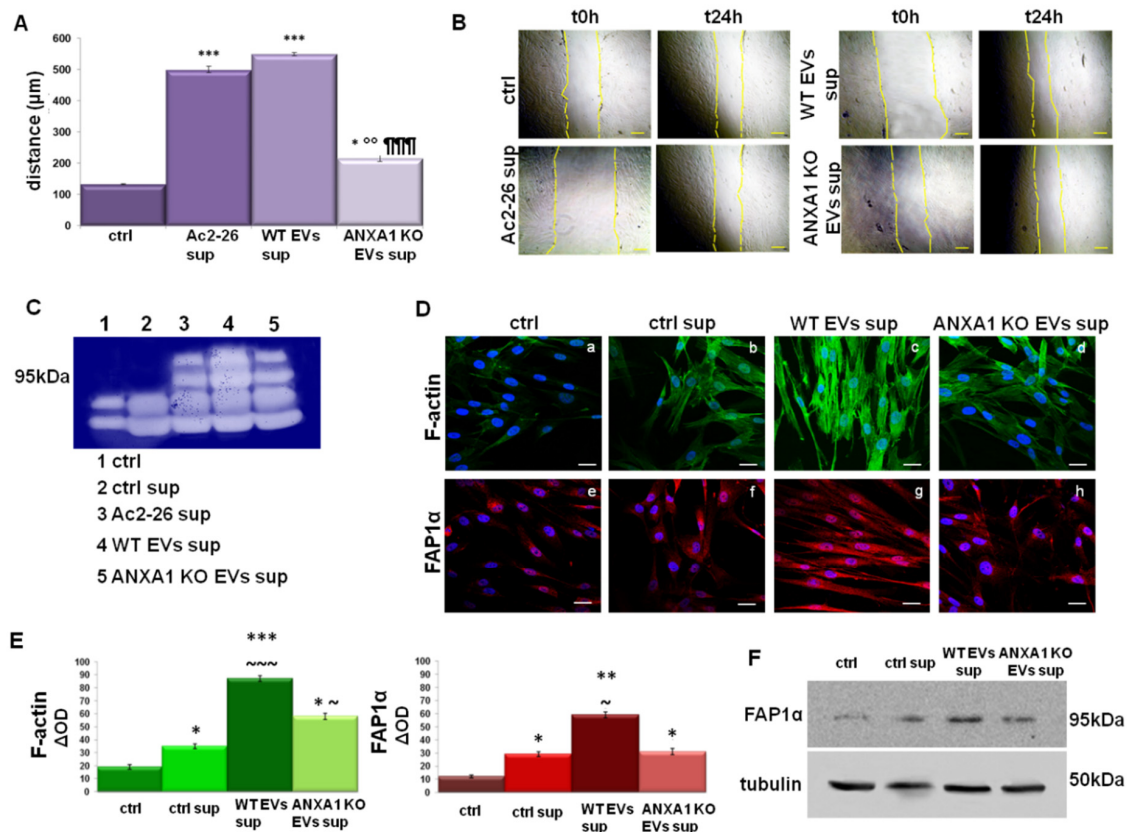 A
***
***
* °° ¶¶¶
distance (μm)
600
500
400
300
200
100
0
ctrl
Ac2-26
sup
WT EVs
sup
ANXA1 KO
EVs sup
B
t0h
t24h
t0h
t24h
ctrl
WT EVs
sup
Ac2-26 sup
ANXA1 KO
EVs sup
C
1 2 3 4 5
95kDa
1 ctrl
2 ctrl sup
3 Ac2-26 sup
4 WT EVs sup
5 ANXA1 KO EVs sup
D
ctrl
ctrl sup
WT EVs sup
ANXA1 KO EVs sup
F-actin
a
b
c
d
FAP1α
e
f
g
h
E
F-actin
ΔOD
100
90
80
70
60
50
40
30
20
10
0
*
***
~~~
* ~
ctrl
ctrl sup
WT EVs
sup
ANXA1 KO
EVs sup
FAP1α
ΔOD
100
90
80
70
60
50
40
30
20
10
0
*
**
~
*
ctrl
ctrl sup
WT EVs
sup
ANXA1 KO
EVs sup
F
ctrl
ctrl sup
WT EVs
sup
ANXA1 KO
EVs sup
FAP1α
95kDa
tubulin
50kDa